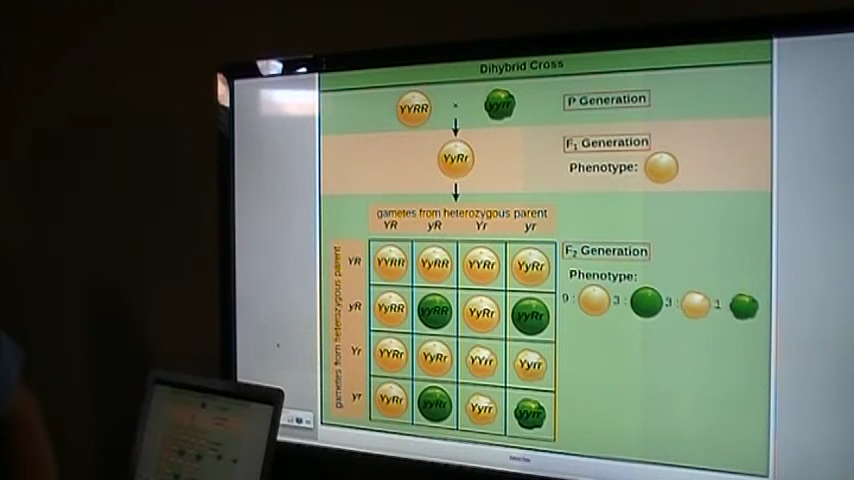 Dihybrid Cross
YYRR × yyrr
P Generation
YyRr
F₁ Generation
Phenotype:
gametes from heterozygous parent
YR yR Yr yr
gametes from heterozygous parent
YR YYRR YyRR YYRr YyRr
yR YyRR yyRR YyRr yyRr
Yr YYRr YyRr YYrr Yyrr
yr YyRr yyRr Yyrr yyrr
F₂ Generation
Phenotype:
9 : 3 : 3 : 1